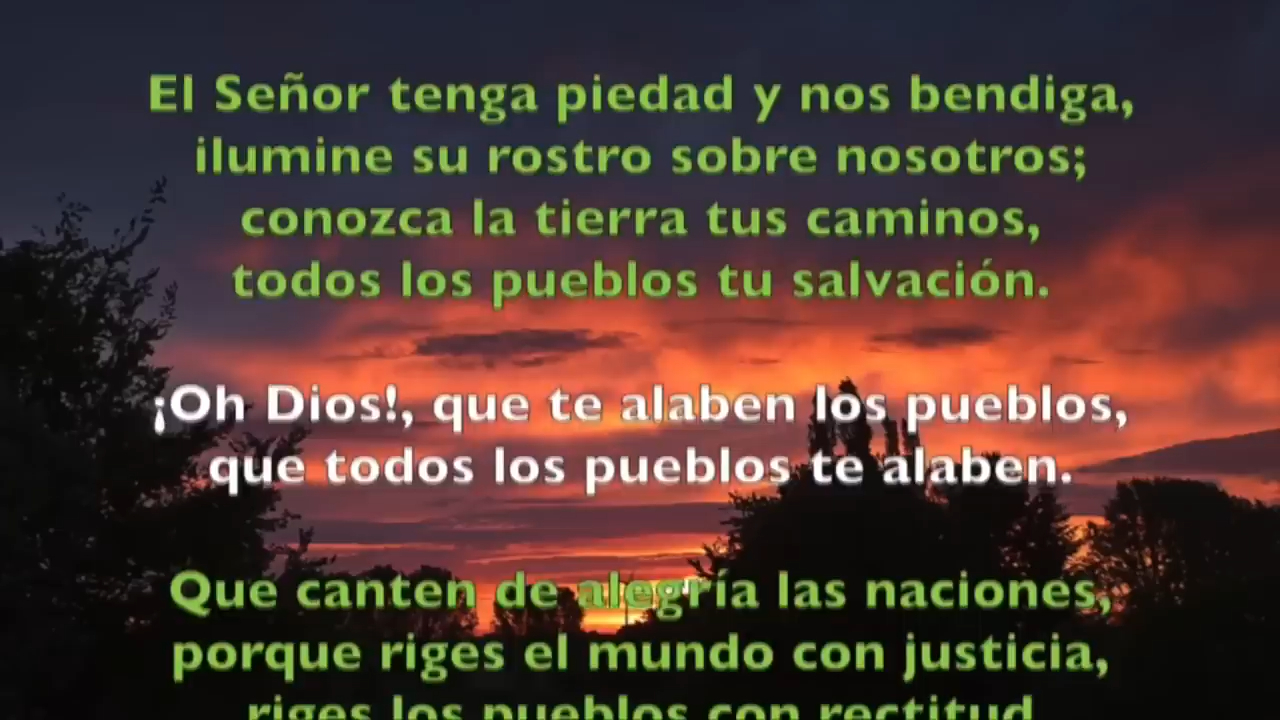 El Señor tenga piedad y nos bendiga,
ilumine su rostro sobre nosotros;
conozca la tierra tus caminos,
todos los pueblos tu salvación.
¡Oh Dios!, que te alaben los pueblos,
que todos los pueblos te alaben.
Que canten de alegría las naciones,
porque riges el mundo con justicia,
riges los pueblos con rectitud